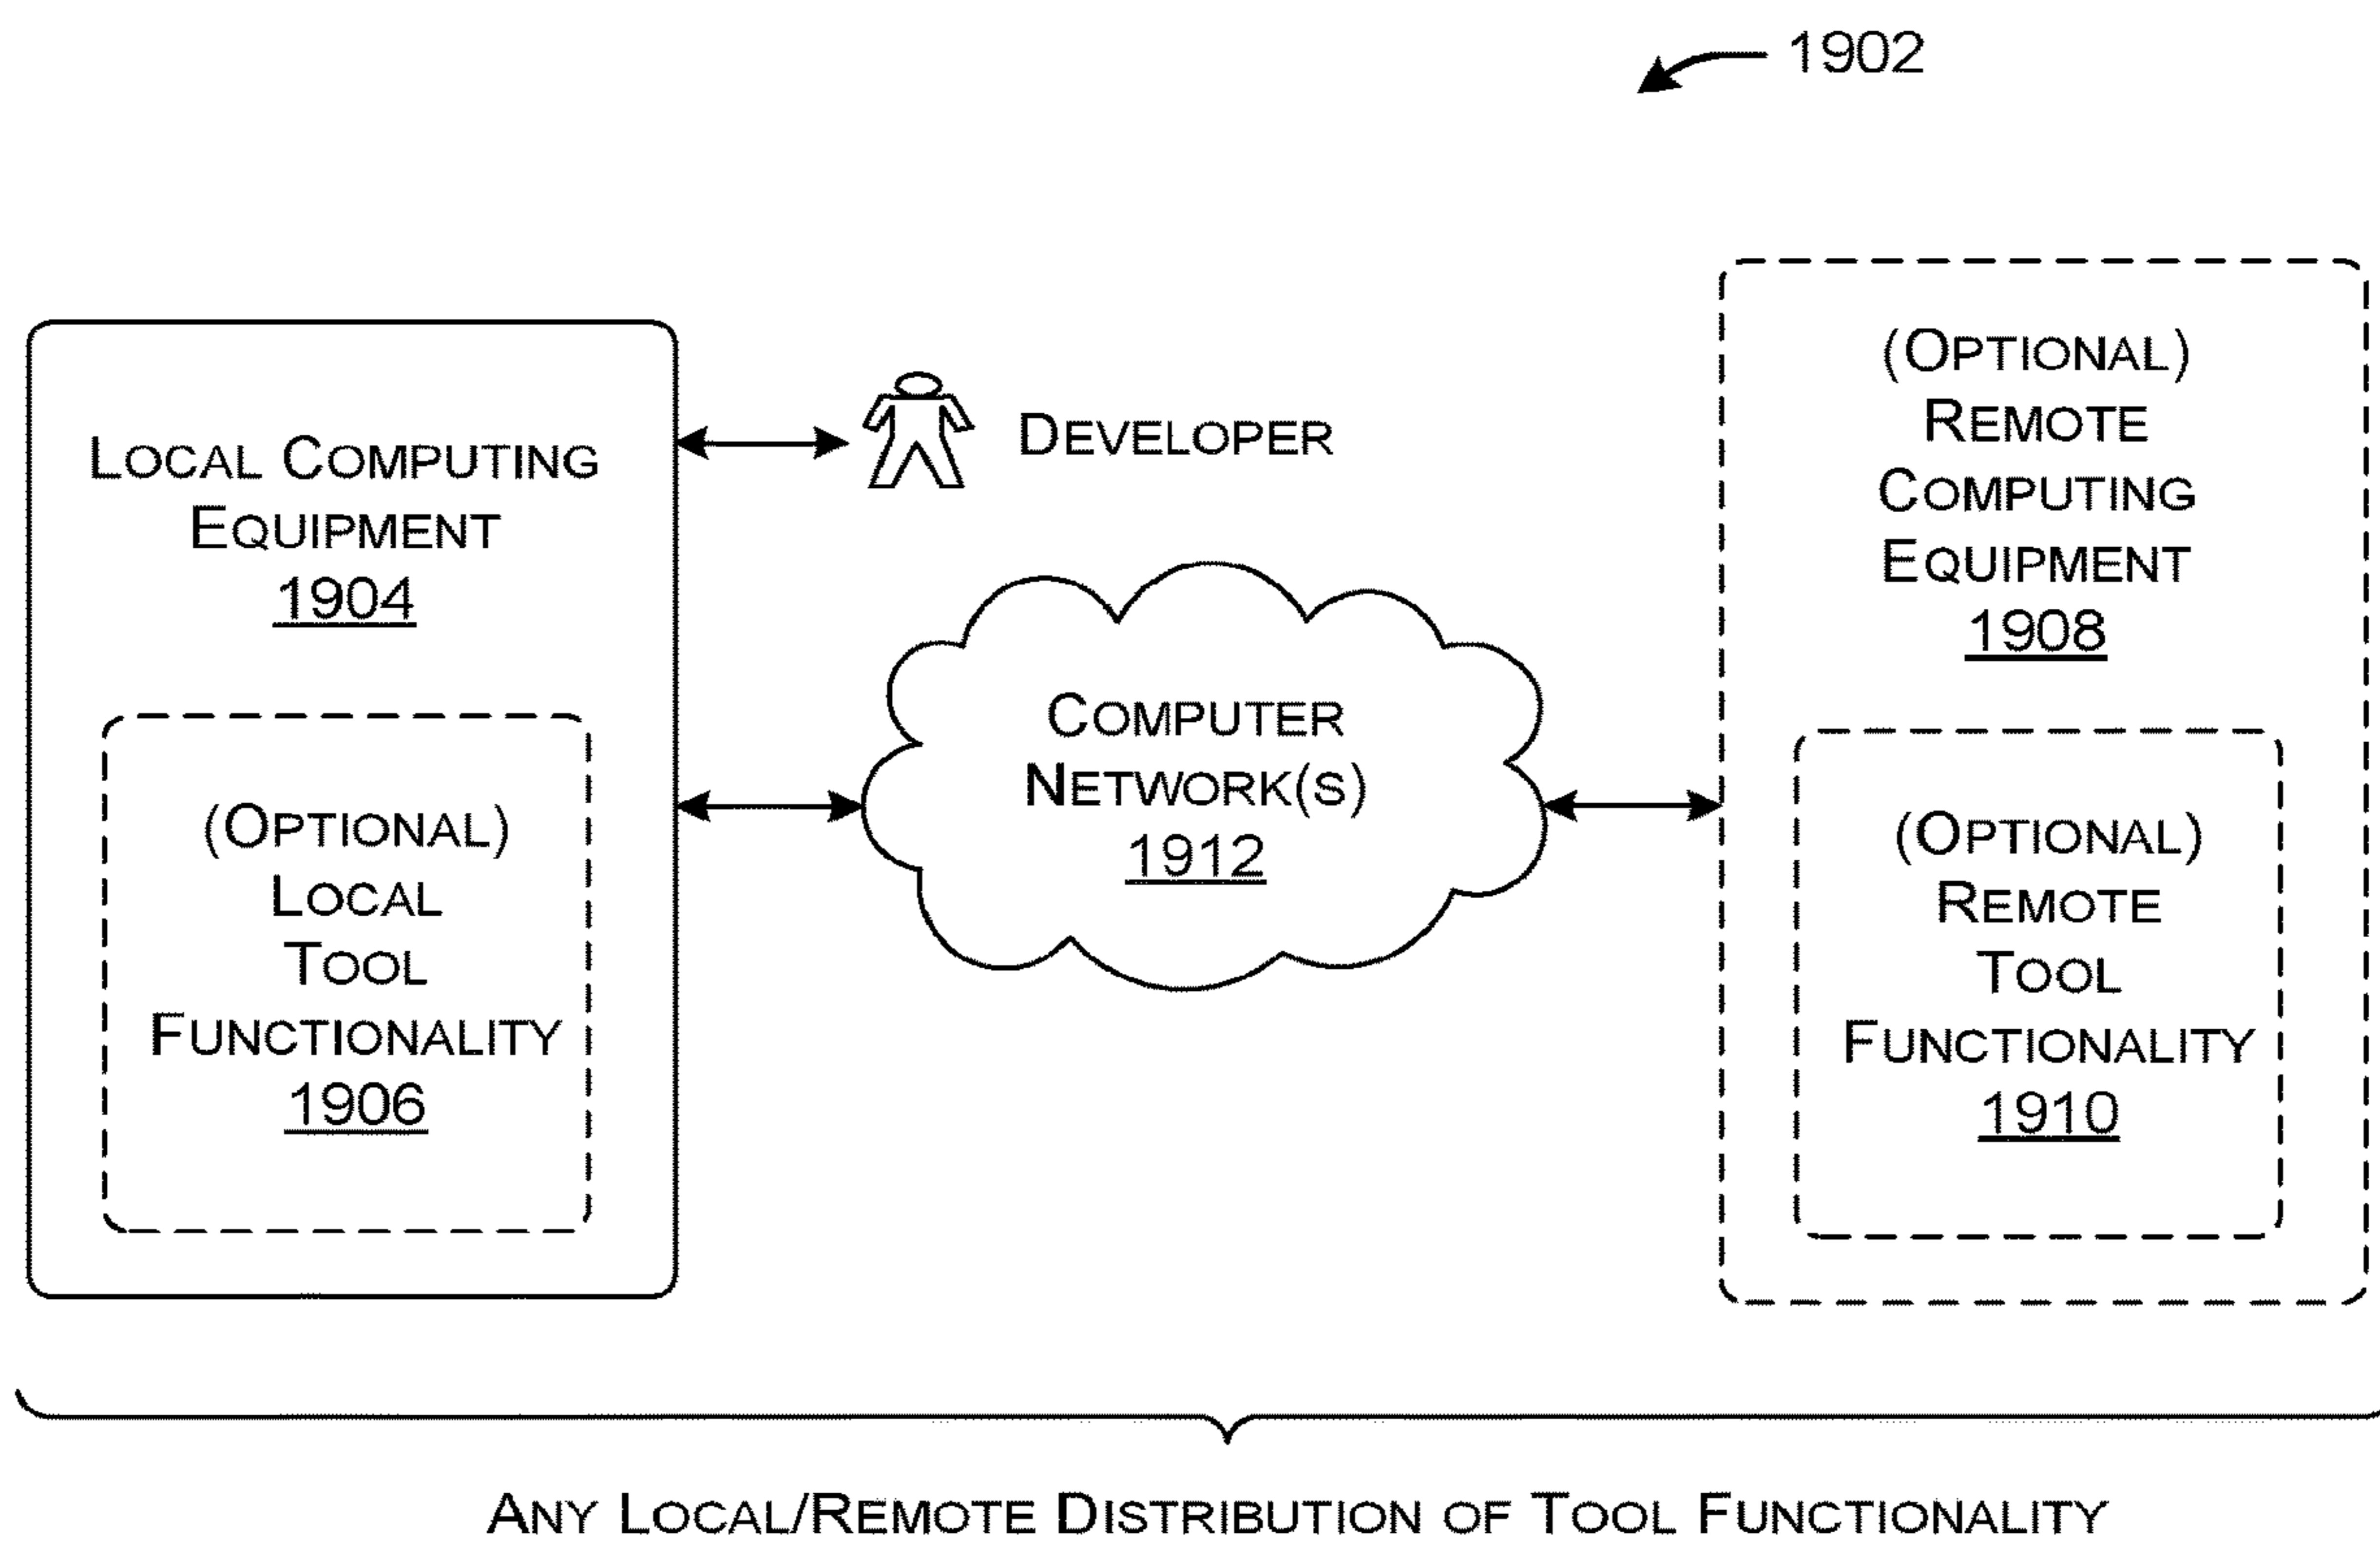 1902
LOCAL COMPUTING
EQUIPMENT
1904
(OPTIONAL)
LOCAL
TOOL
FUNCTIONALITY
1906
DEVELOPER
COMPUTER
NETWORK(S)
1912
(OPTIONAL)
REMOTE
COMPUTING
EQUIPMENT
1908
(OPTIONAL)
REMOTE
TOOL
FUNCTIONALITY
1910
ANY LOCAL/REMOTE DISTRIBUTION OF TOOL FUNCTIONALITY